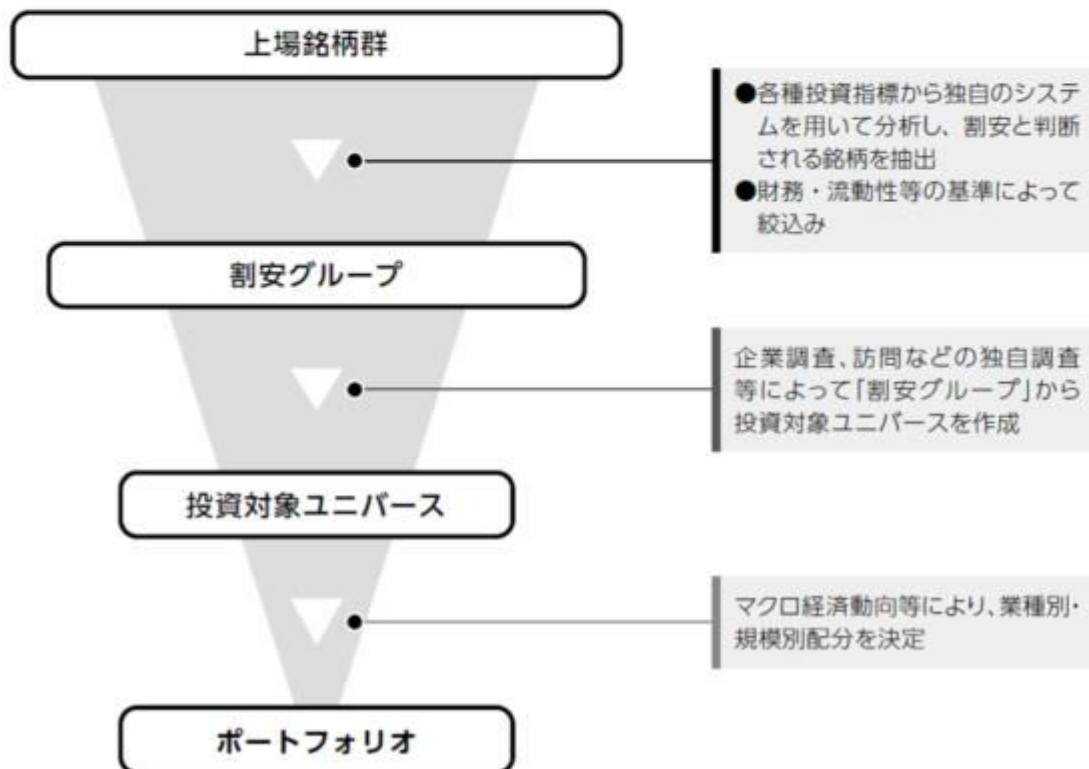 上場銘柄群
●各種投資指標から独自のシステ
ムを用いて分析し、割安と判断
される銘柄を抽出
●財務・流動性等の基準によって
絞込み
割安グループ
企業調査、訪問などの独自調査
等によって「割安グループ」から
投資対象ユニバースを作成
投資対象ユニバース
マクロ経済動向等により、業種別・
規模別配分を決定
ポートフォリオ